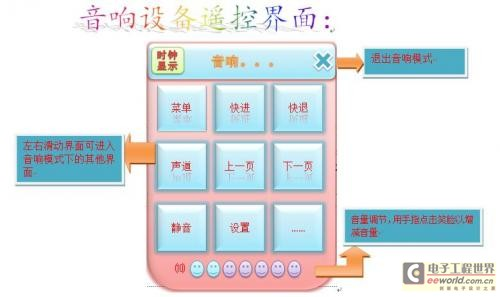 音响设备遥控界面：
时钟
显示
音响...
退出音响模式
菜单 快进 快退
左右滑动界面可进入
音响模式下的其他界
面
声道 上一页 下一页
静音 设置 ......
音量调节，用手指点击笑脸以增
减音量
电子工程世界
eeworld.com.cn